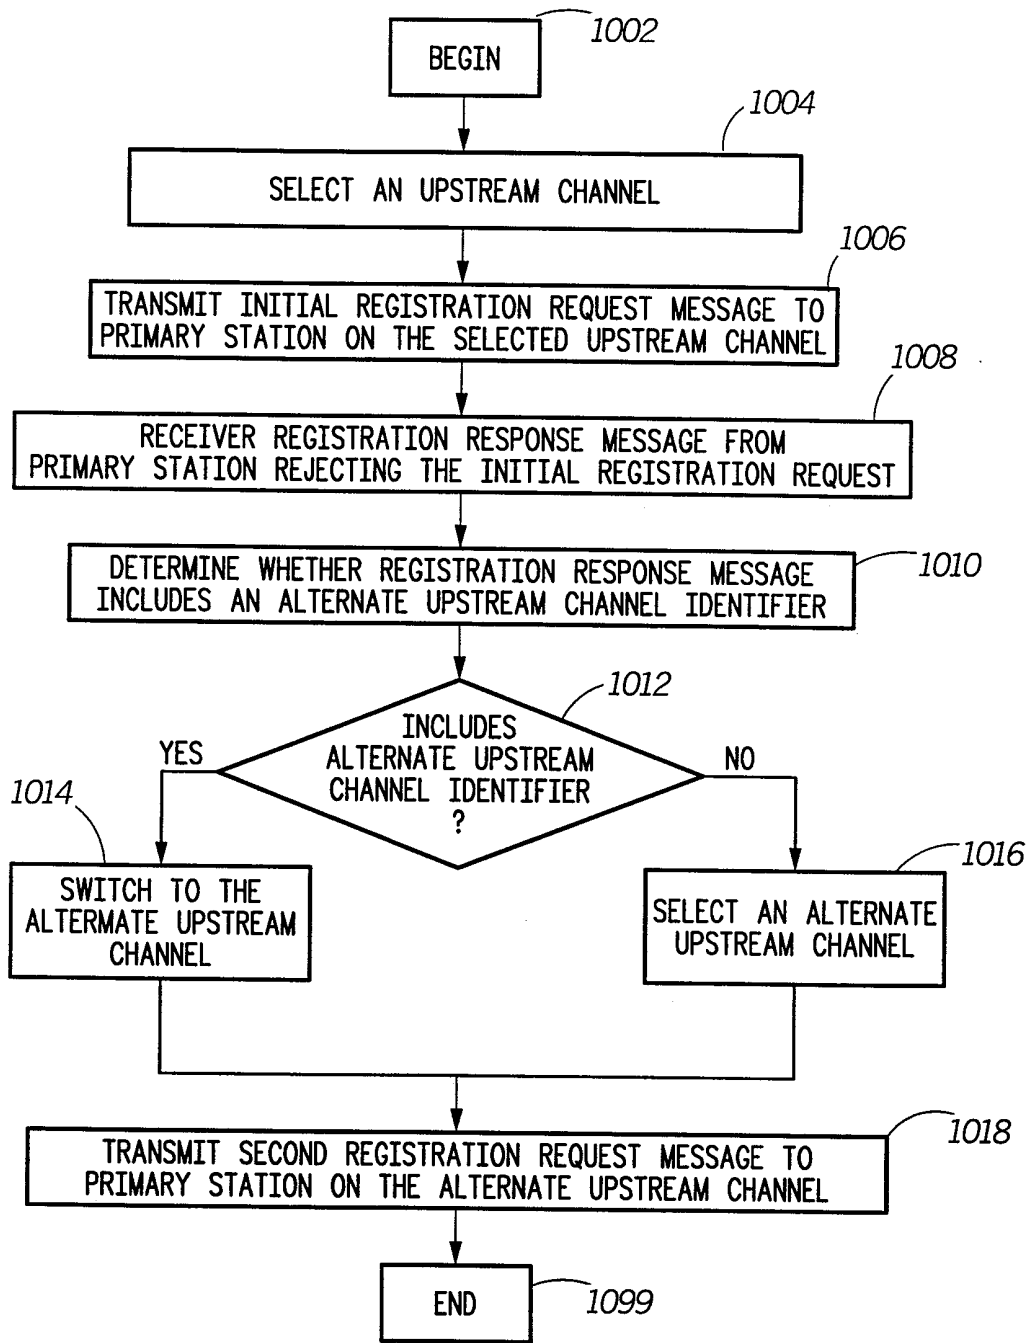 1002
BEGIN
1004
SELECT AN UPSTREAM CHANNEL
1006
TRANSMIT INITIAL REGISTRATION REQUEST MESSAGE TO
PRIMARY STATION ON THE SELECTED UPSTREAM CHANNEL
1008
RECEIVER REGISTRATION RESPONSE MESSAGE FROM
PRIMARY STATION REJECTING THE INITIAL REGISTRATION REQUEST
1010
DETERMINE WHETHER REGISTRATION RESPONSE MESSAGE
INCLUDES AN ALTERNATE UPSTREAM CHANNEL IDENTIFIER
1012
INCLUDES
ALTERNATE UPSTREAM
CHANNEL IDENTIFIER
?
YES
NO
1014
SWITCH TO THE
ALTERMATE UPSTREAM
CHANNEL
1016
SELECT AN ALTERNATE
UPSTREAM CHANNEL
1018
TRANSMIT SECOND REGISTRATION REQUEST MESSAGE TO
PRIMARY STATION ON THE ALTERNATE UPSTREAM CHANNEL
END
1099